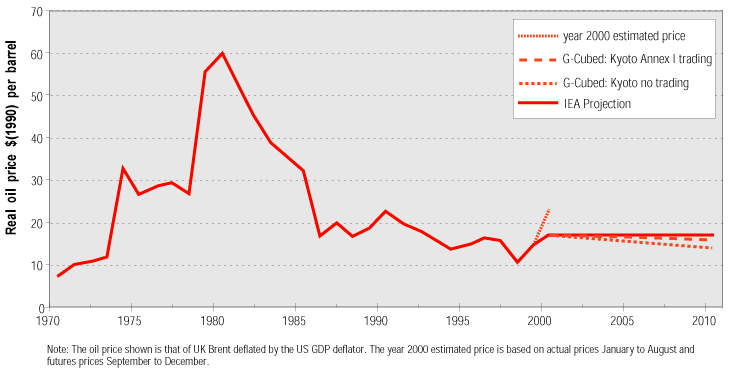 Real oil price $(1990) per barrel
70
60
50
40
30
20
10
0
1970
1975
1980
1985
1990
1995
2000
2005
2010
year 2000 estimated price
G-Cubed: Kyoto Annex I trading
G-Cubed: Kyoto no trading
IEA Projection
Note: The oil price shown is that of UK Brent deflated by the US GDP deflator. The year 2000 estimated price is based on actual prices January to August and
futures prices September to December.